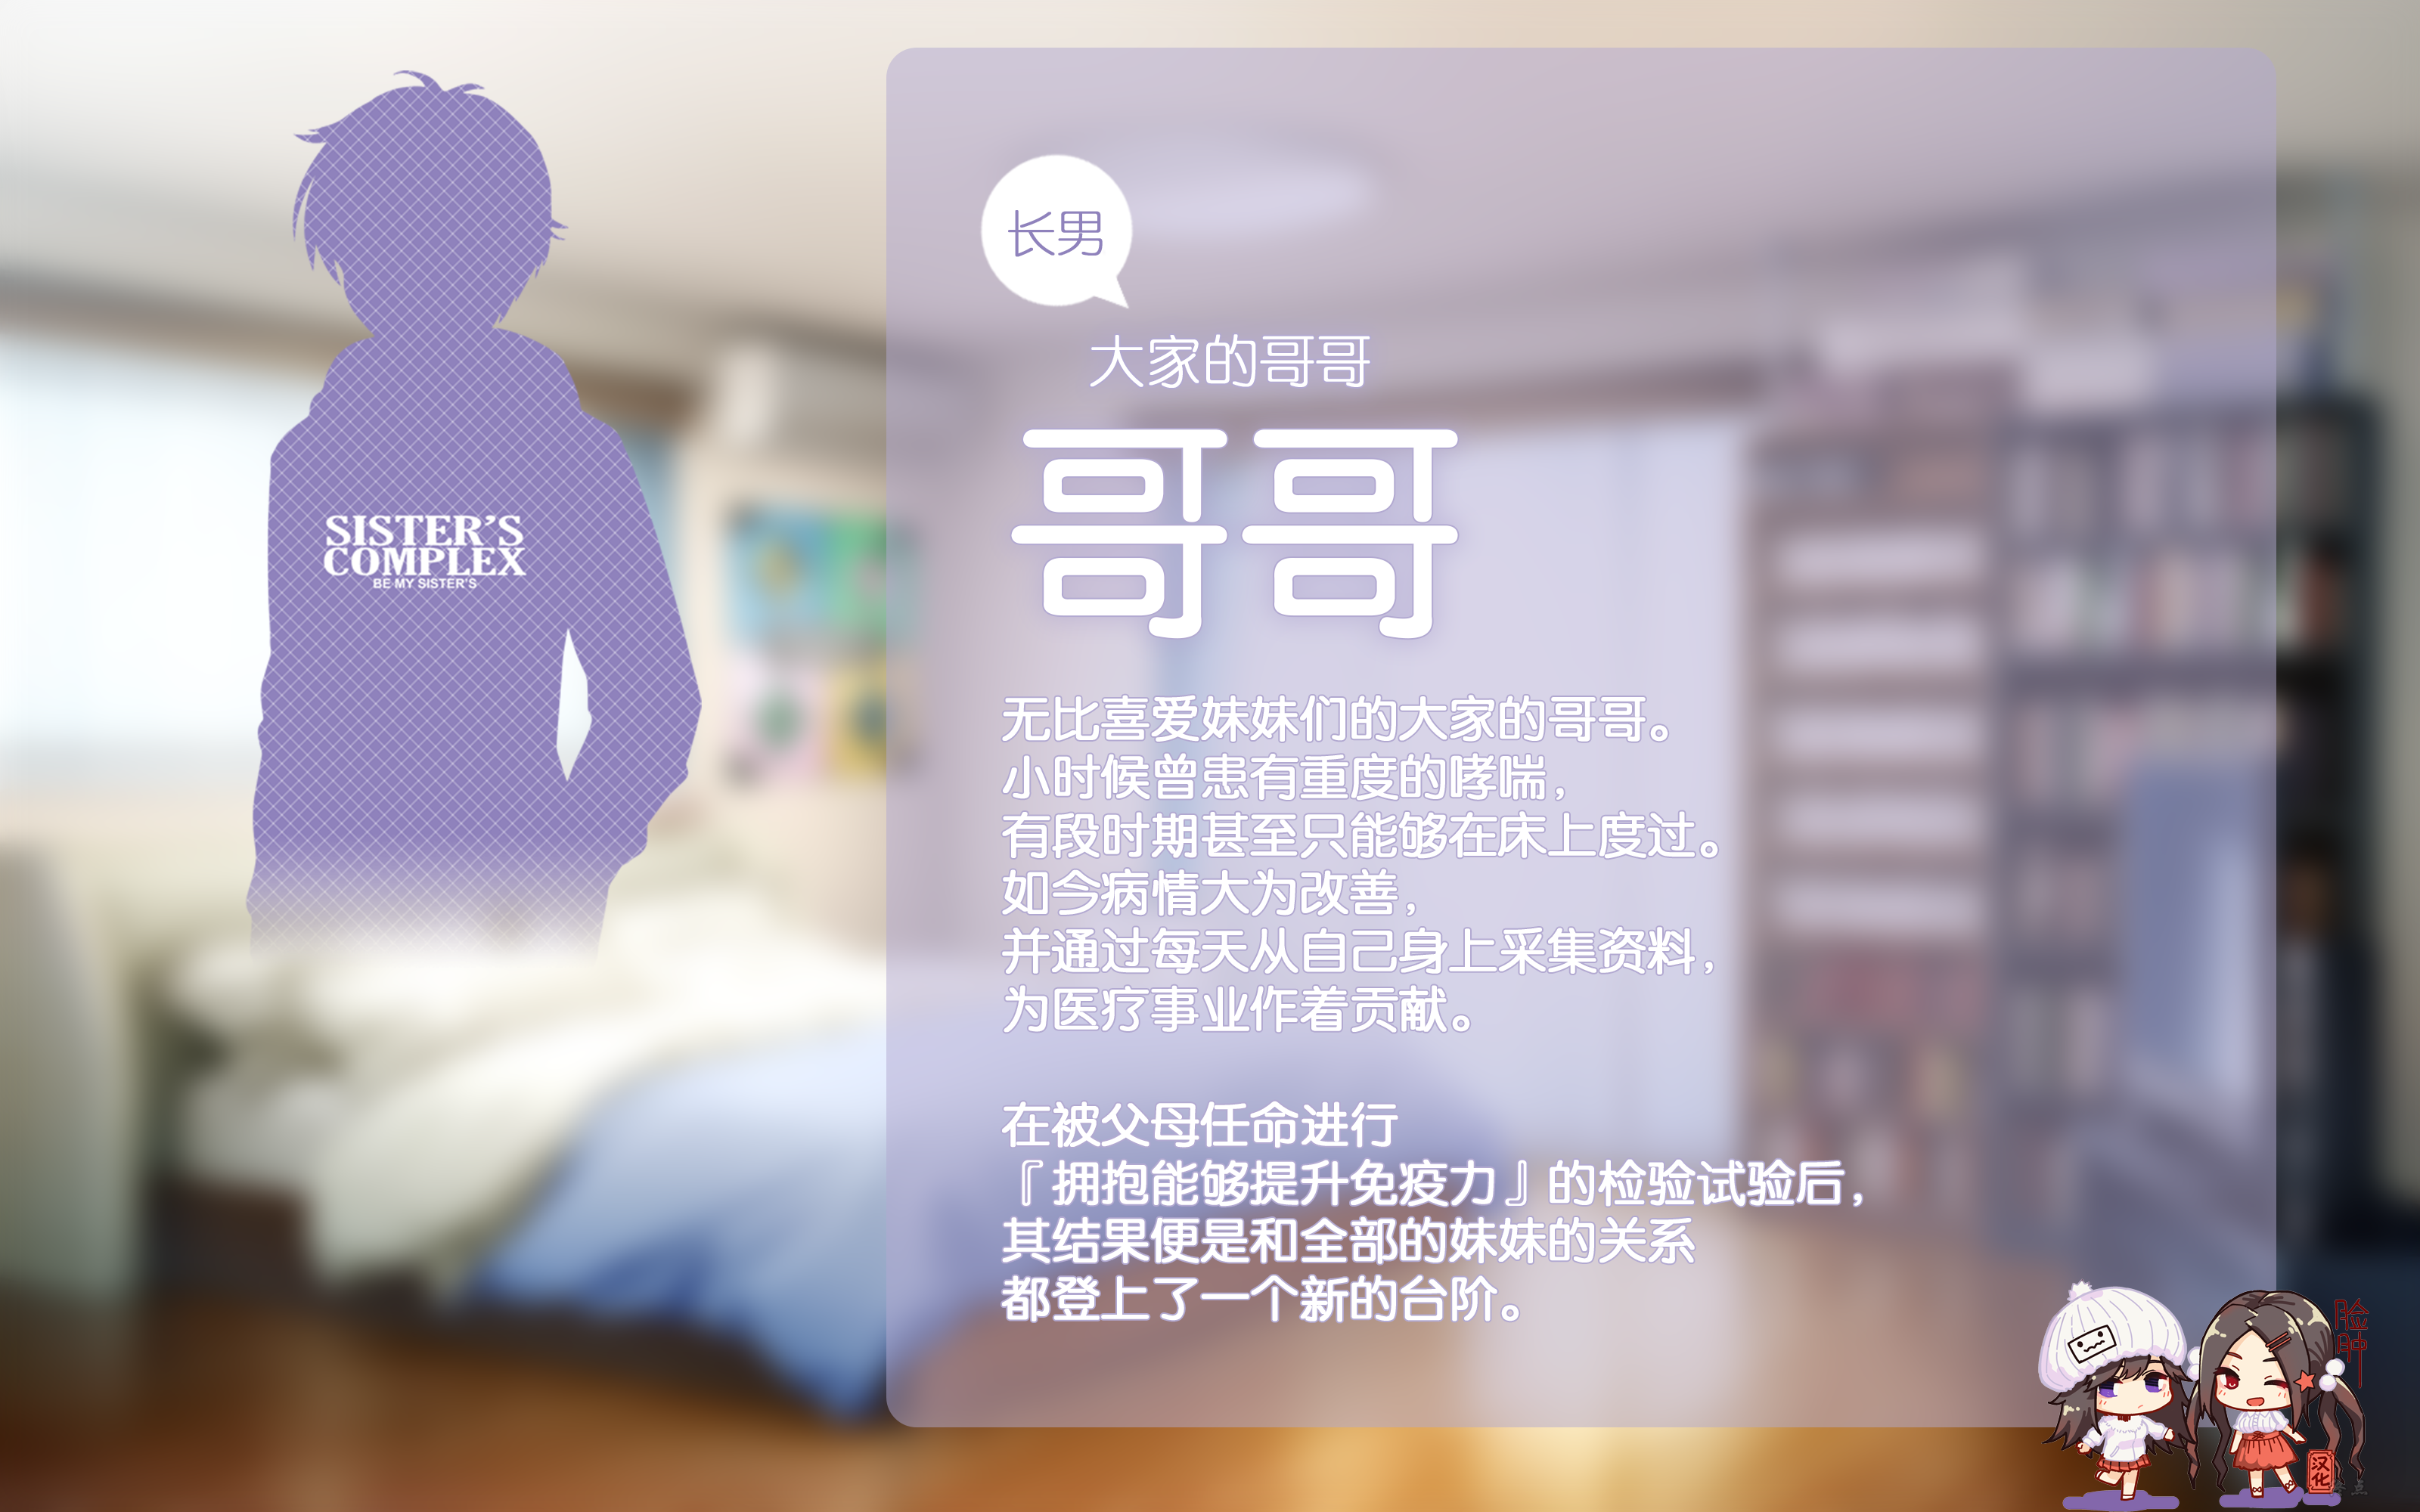 长男
大家的哥哥
哥哥
SISTER'S
COMPLEX
BE MY SISTER'S
无比喜爱妹妹们的大家的哥哥。
小时候曾患有重度的哮喘，
有段时期甚至只能够在床上度过。
如今病情大为改善，
并通过每天从自己身上采集资料，
为医疗事业作着贡献。
在被父母任命进行
『拥抱能够提升免疫力』的检验试验后，
其结果便是和全部的妹妹的关系
都登上了一个新的台阶。
脸肿
汉化